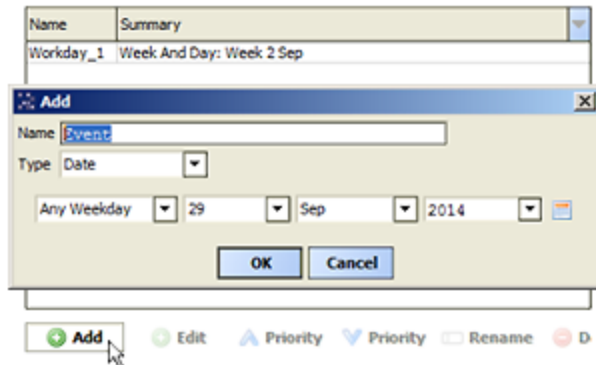 Name Summary
Workday_1 Week And Day: Week 2 Sep
Add
Name Event
Type Date
Any Weekday 29 Sep 2014
OK Cancel
Add Edit Priority Priority Rename D